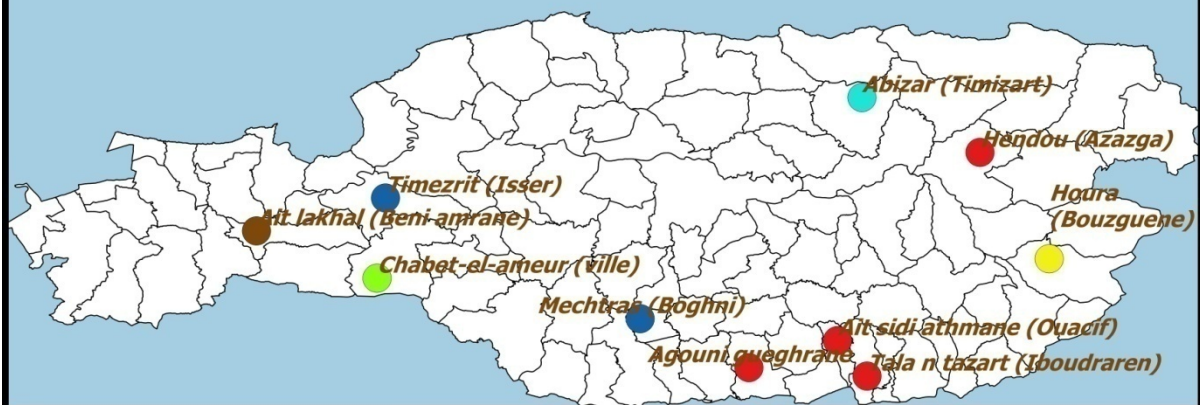 Abizar (Timizart)
Hendou (Azazga)
Timezrit (Isser)
Houra
(Bouzguene)
Ait lakhal (Beni amrane)
Chabet-el-ameur (ville)
Mechtras (Boghni)
Ait sidi athmane (Ouacif)
Agouni gueghrane
Tala n tazart (Iboudraren)